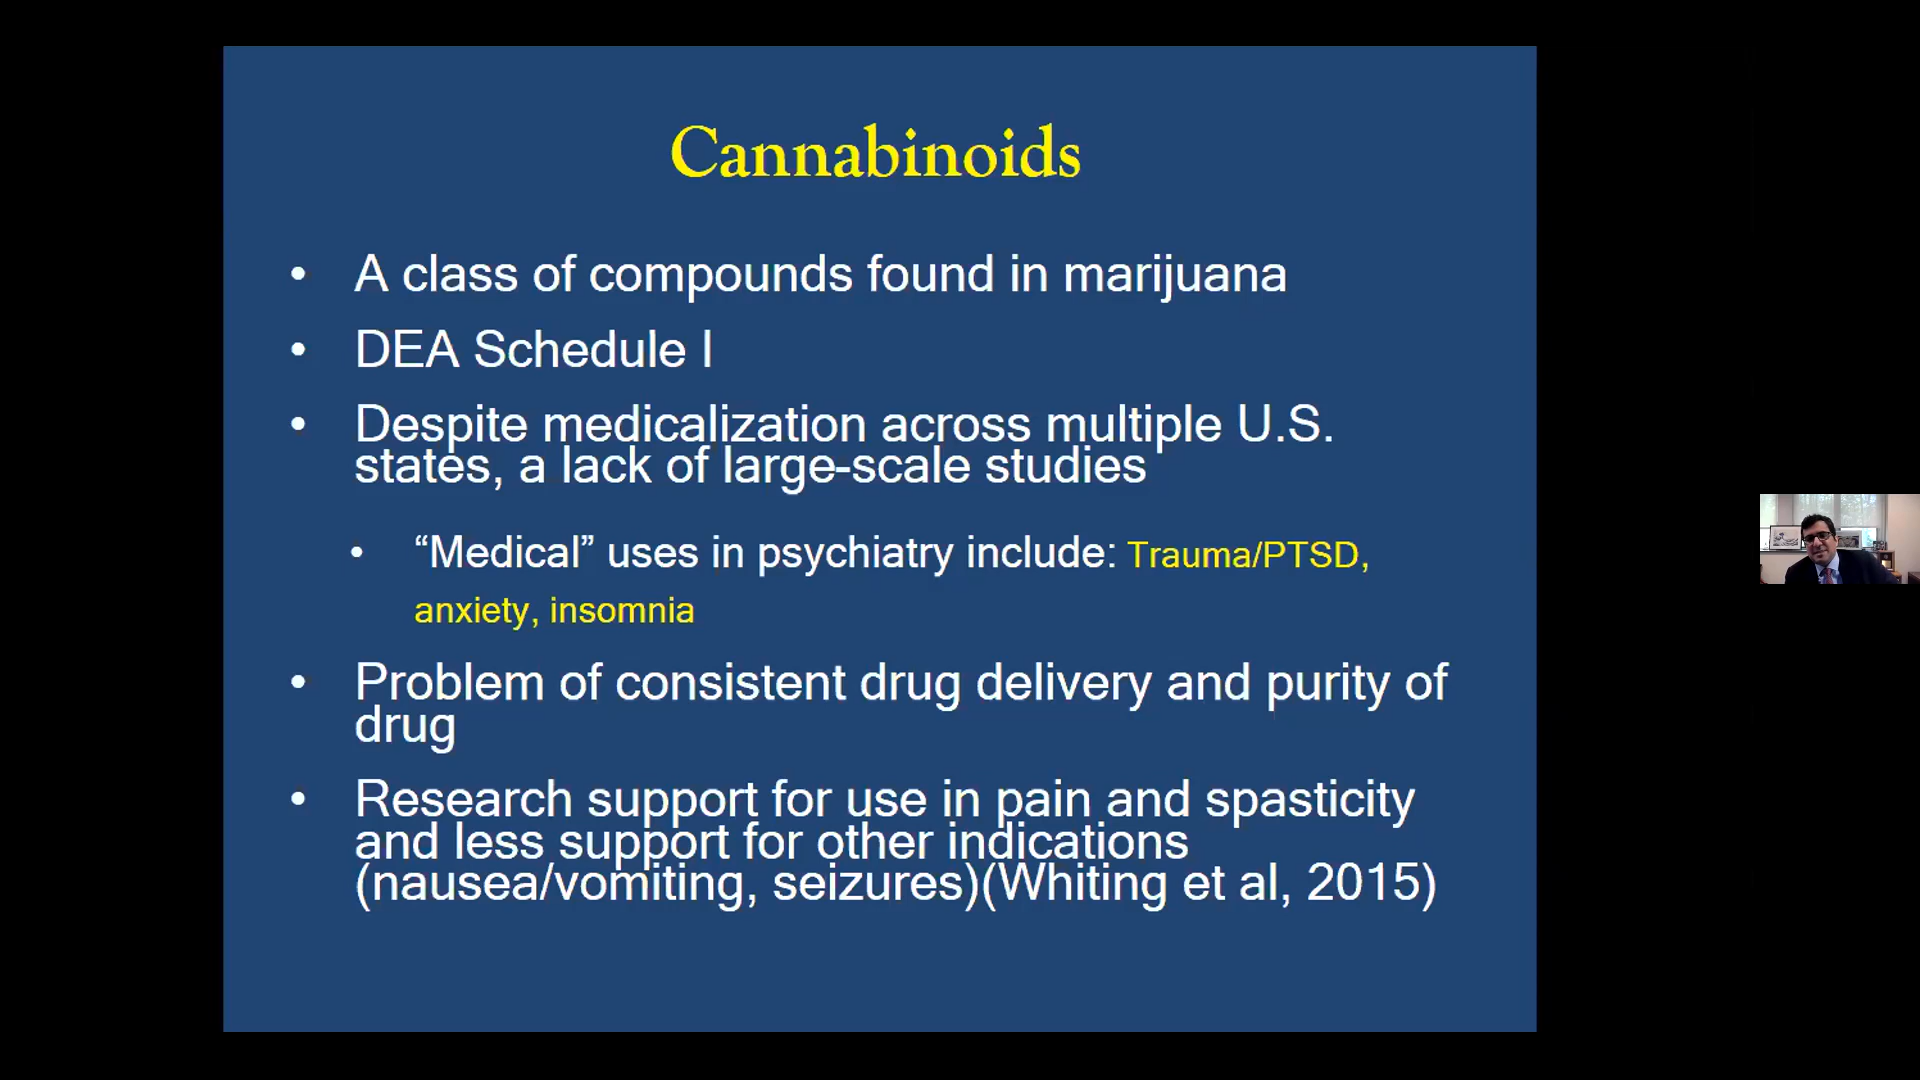 Cannabinoids
• A class of compounds found in marijuana
• DEA Schedule I
• Despite medicalization across multiple U.S.
states, a lack of large-scale studies
• “Medical” uses in psychiatry include: Trauma/PTSD,
anxiety, insomnia
• Problem of consistent drug delivery and purity of
drug
• Research support for use in pain and spasticity
and less support for other indications
(nausea/vomiting, seizures)(Whiting et al, 2015)